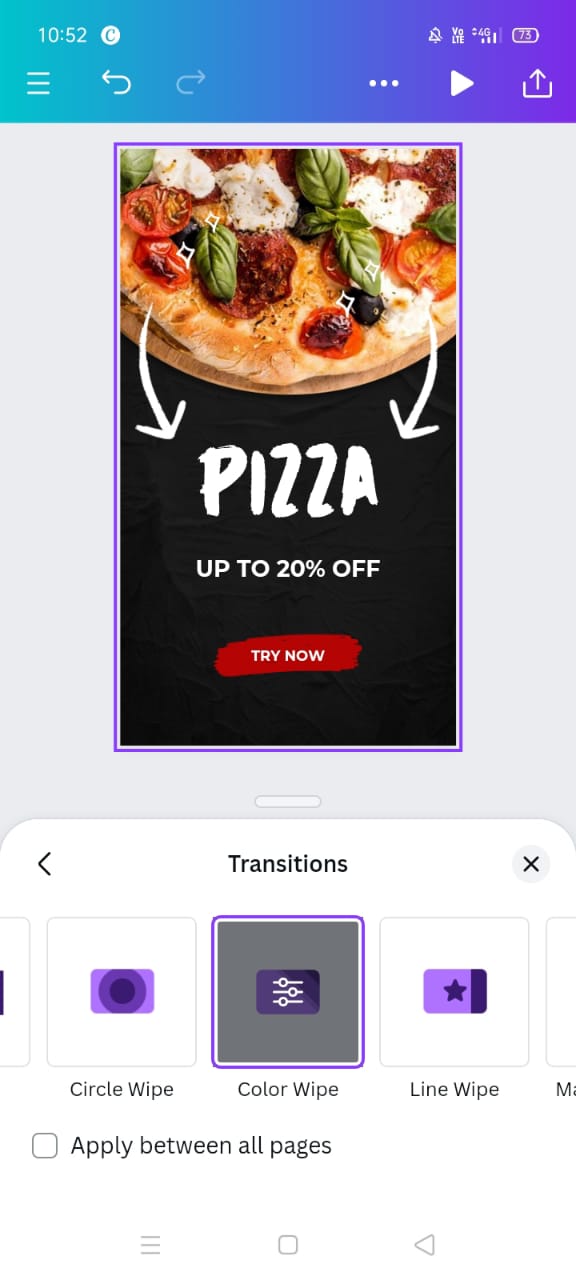 10:52
Vo
LTE
4G
73
PIZZA
UP TO 20% OFF
TRY NOW
Transitions
Circle Wipe
Color Wipe
Line Wipe
Ma
Apply between all pages